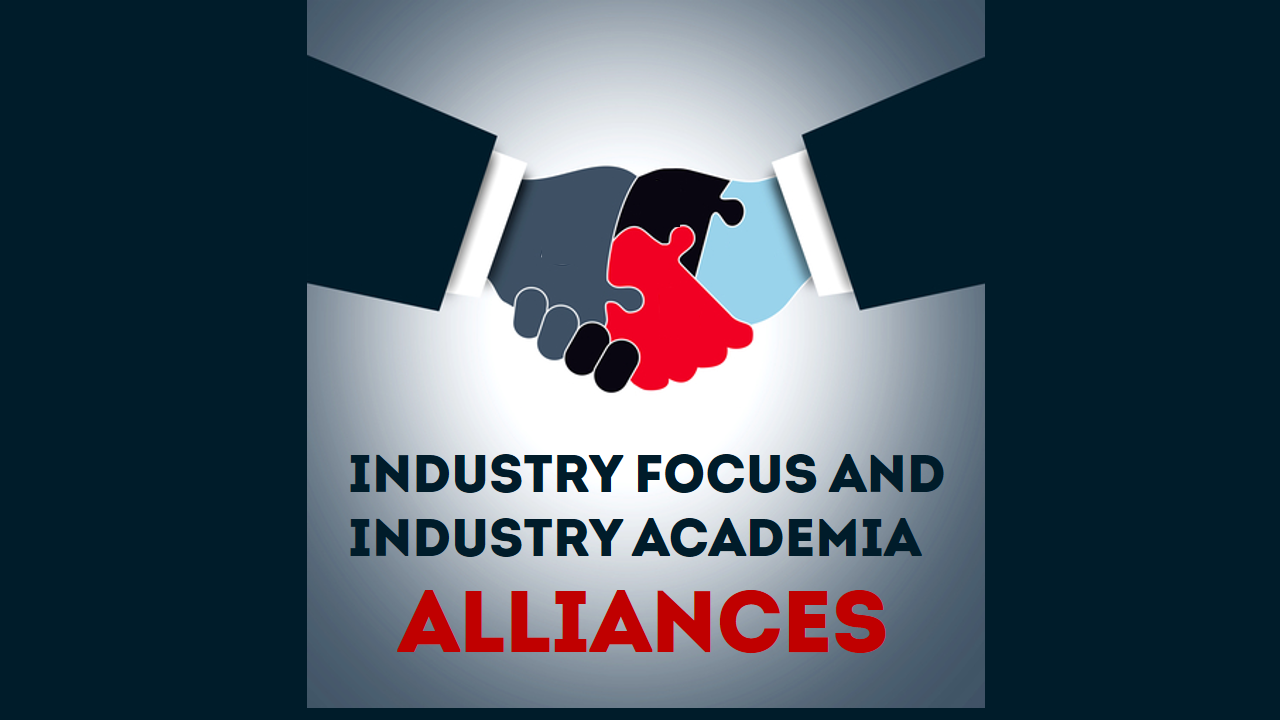 INDUSTRY FOCUS AND
INDUSTRY ACADEMIA
ALLIANCES